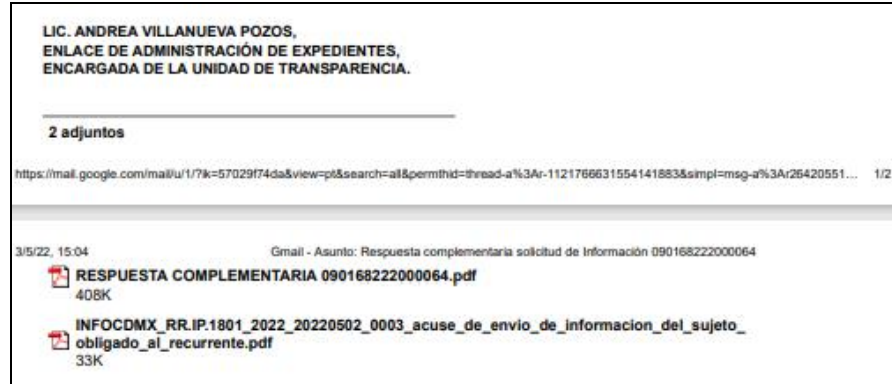 LIC. ANDREA VILLANUEVA POZOS,
ENLACE DE ADMINISTRACIÓN DE EXPEDIENTES,
ENCARGADA DE LA UNIDAD DE TRANSPARENCIA.
2 adjuntos
https://mail.google.com/mail/u/1/?ik=57029f74da&view=pt&search=all&permthid=thread-a%3Ar-1121766631554141883&simpl=msg-a%3Ar26420551... 1/2
3/5/22, 15:04 Gmail - Asunto: Respuesta complementaria solicitud de Información 090168222000064
RESPUESTA COMPLEMENTARIA 090168222000064.pdf
408K
INFOCDMX_RR.IP.1801_2022_20220502_0003_acuse_de_envio_de_informacion_del_sujeto_
obligado_al_recurrente.pdf
33K